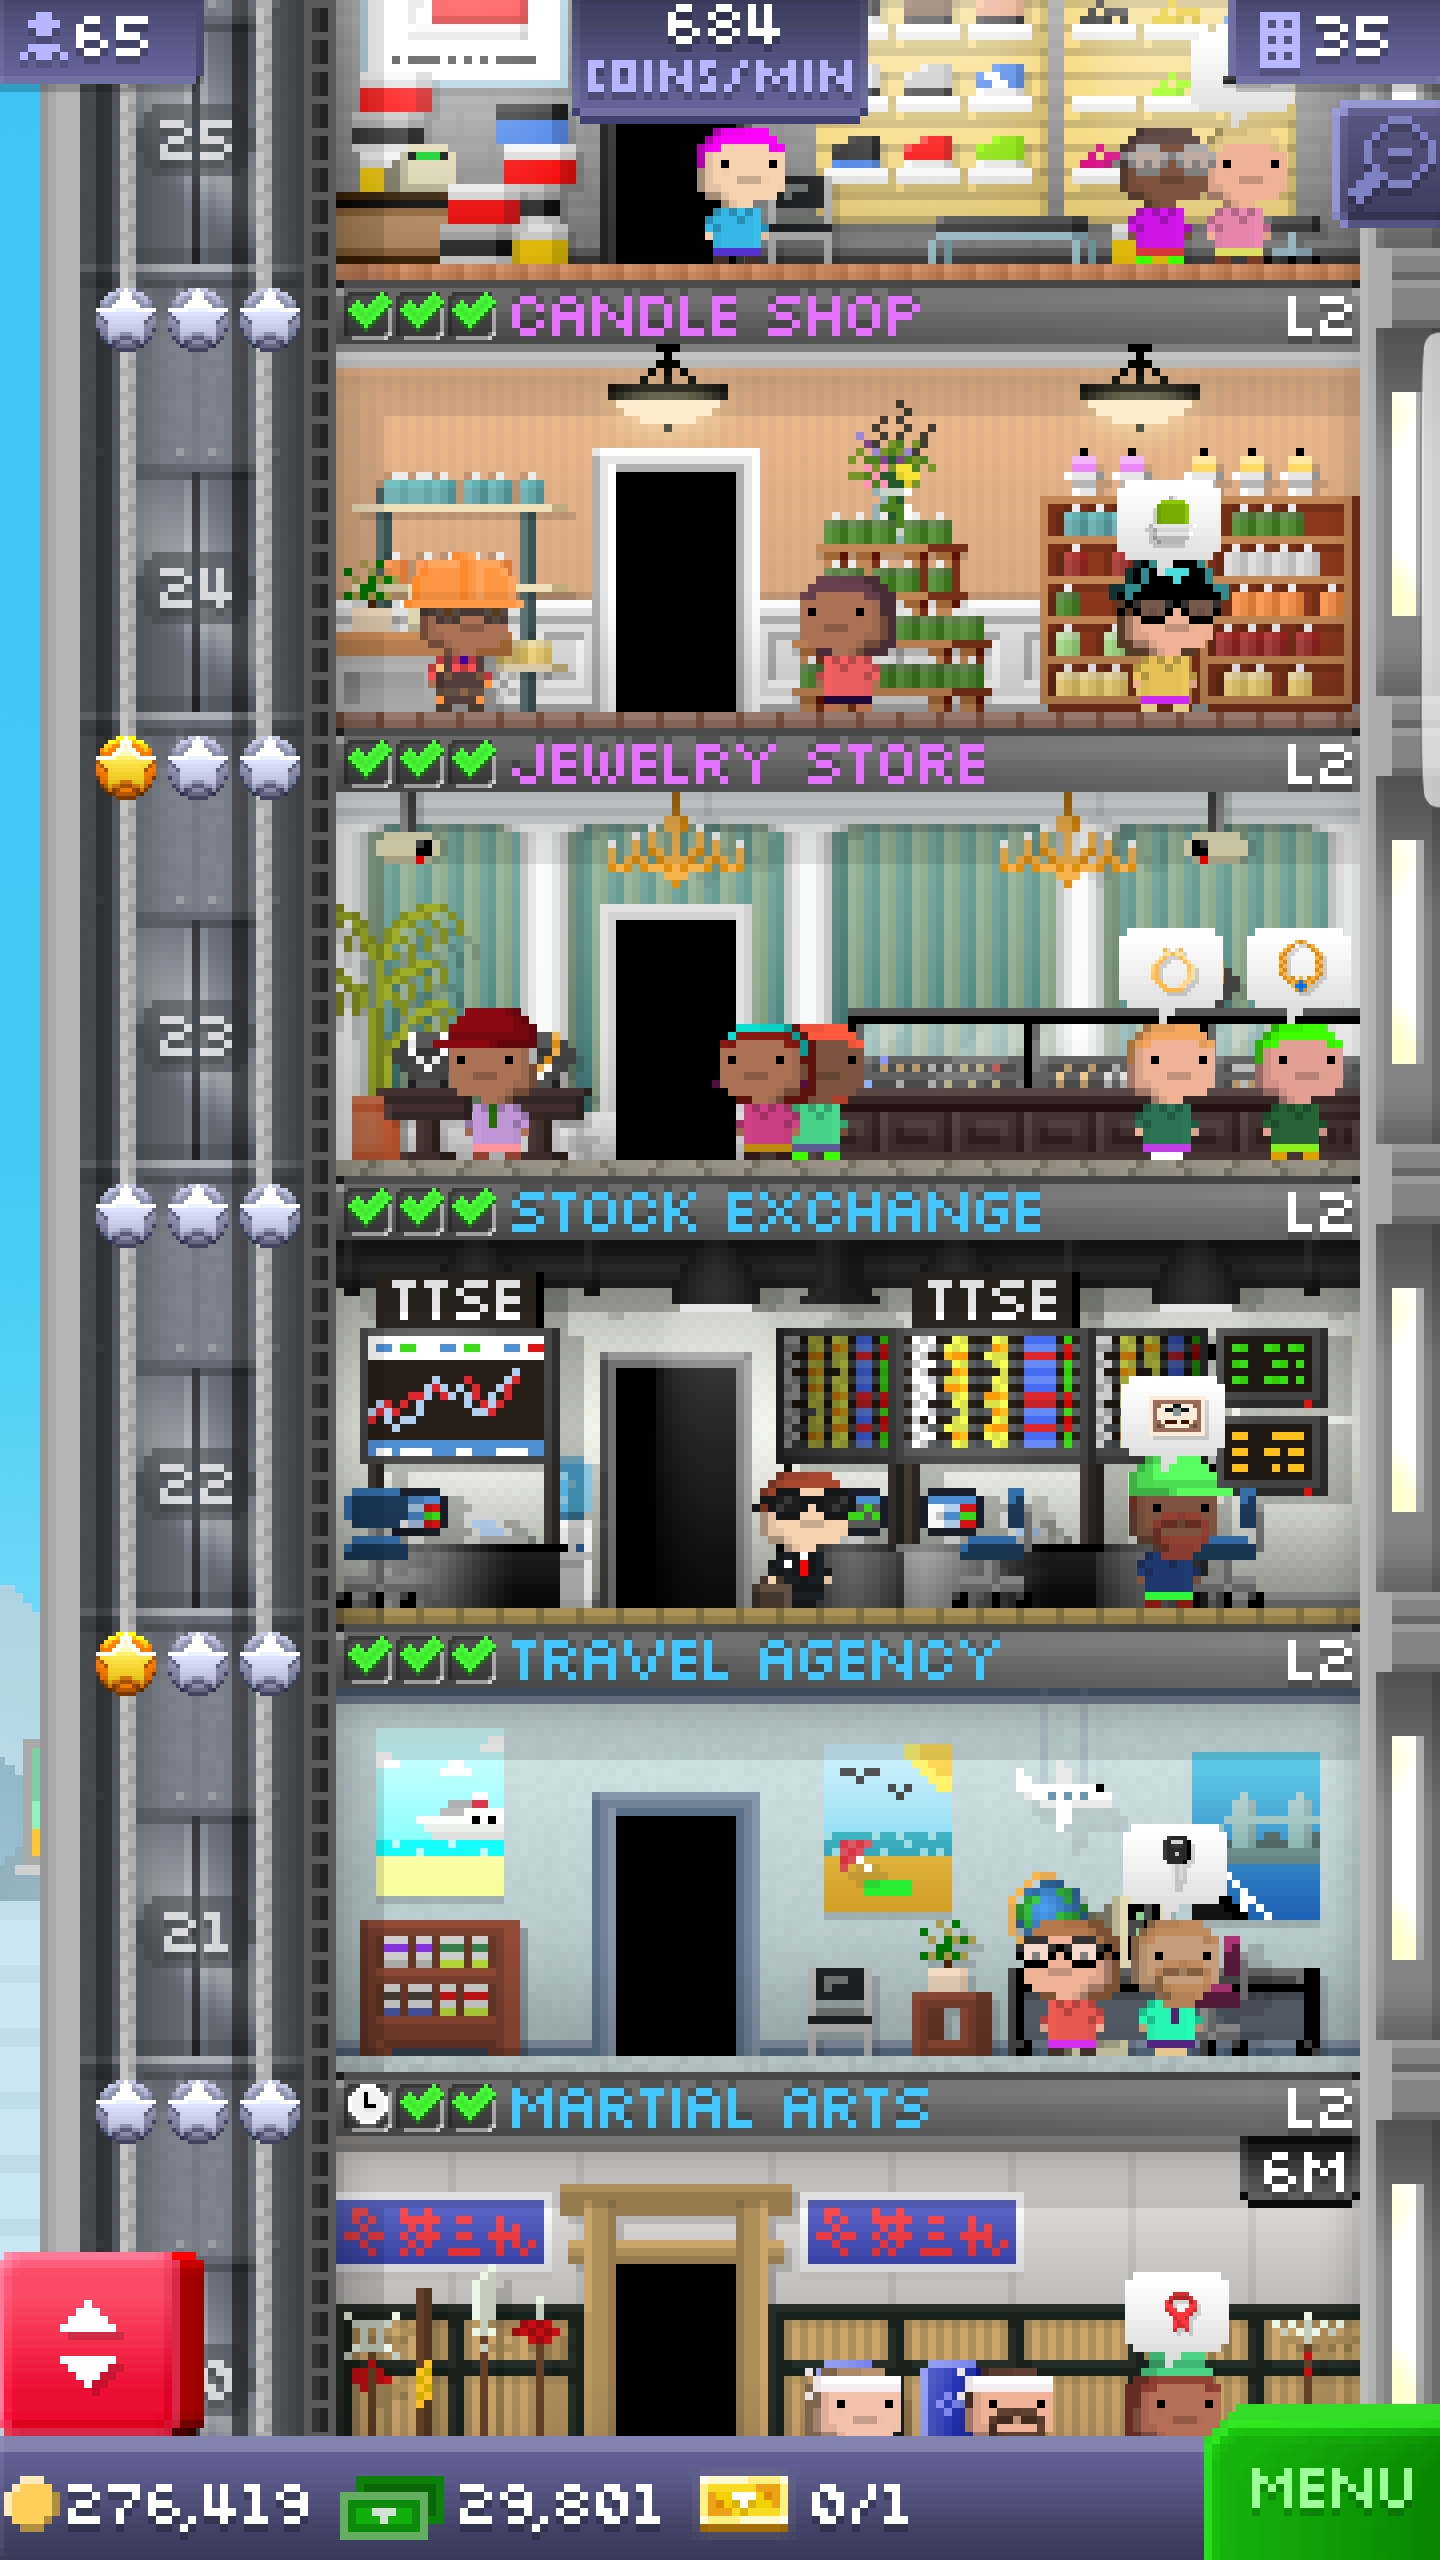 65
684
COINS/MIN
35
25
CANDLE SHOP
L2
24
JEWELRY STORE
L2
23
STOCK EXCHANGE
L2
TTSE
TTSE
22
TRAVEL AGENCY
L2
21
MARTIAL ARTS
L2
6M
276,419
29,801
0/1
MENU